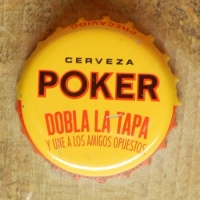 CERVEZA
POKER
DOBLA LA TAPA
Y UNE A LOS AMIGOS OPUESTOS